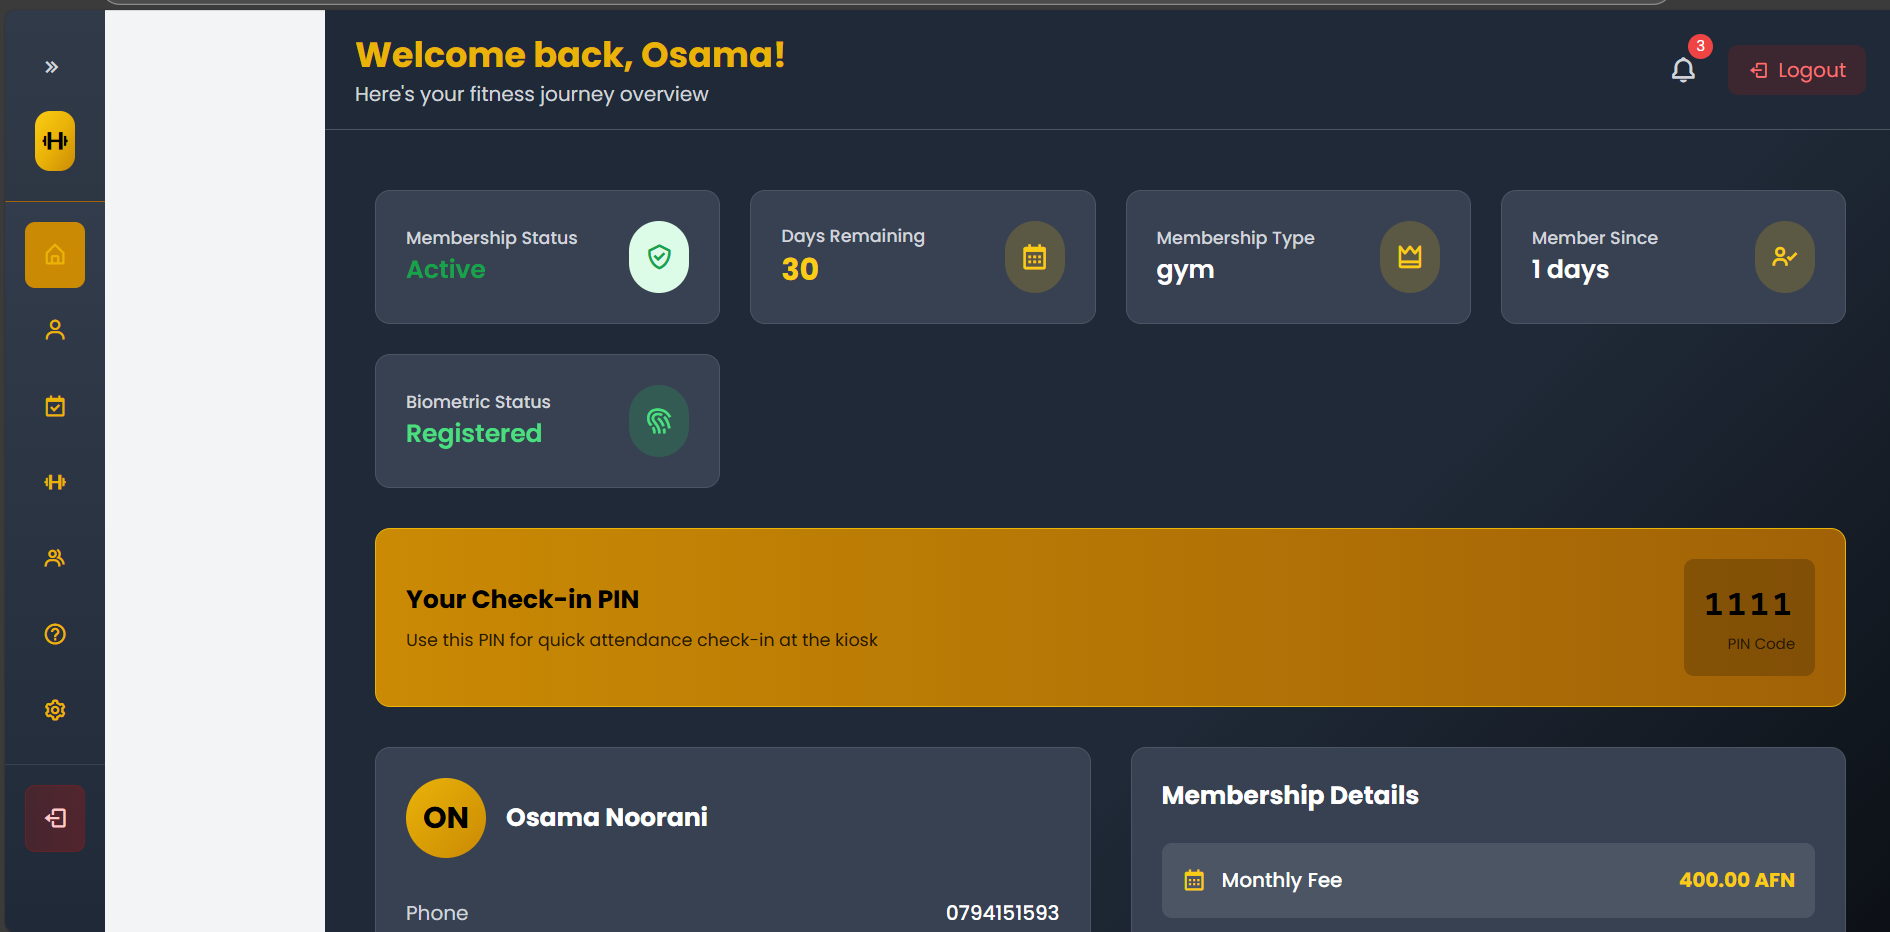 Welcome back, Osama!
Here's your fitness journey overview
3
Logout
Membership Status
Active
Days Remaining
30
Membership Type
gym
Member Since
1 days
Biometric Status
Registered
Your Check-in PIN
Use this PIN for quick attendance check-in at the kiosk
1111
PIN Code
ON
Osama Noorani
Phone
0794151593
Membership Details
Monthly Fee
400.00 AFN